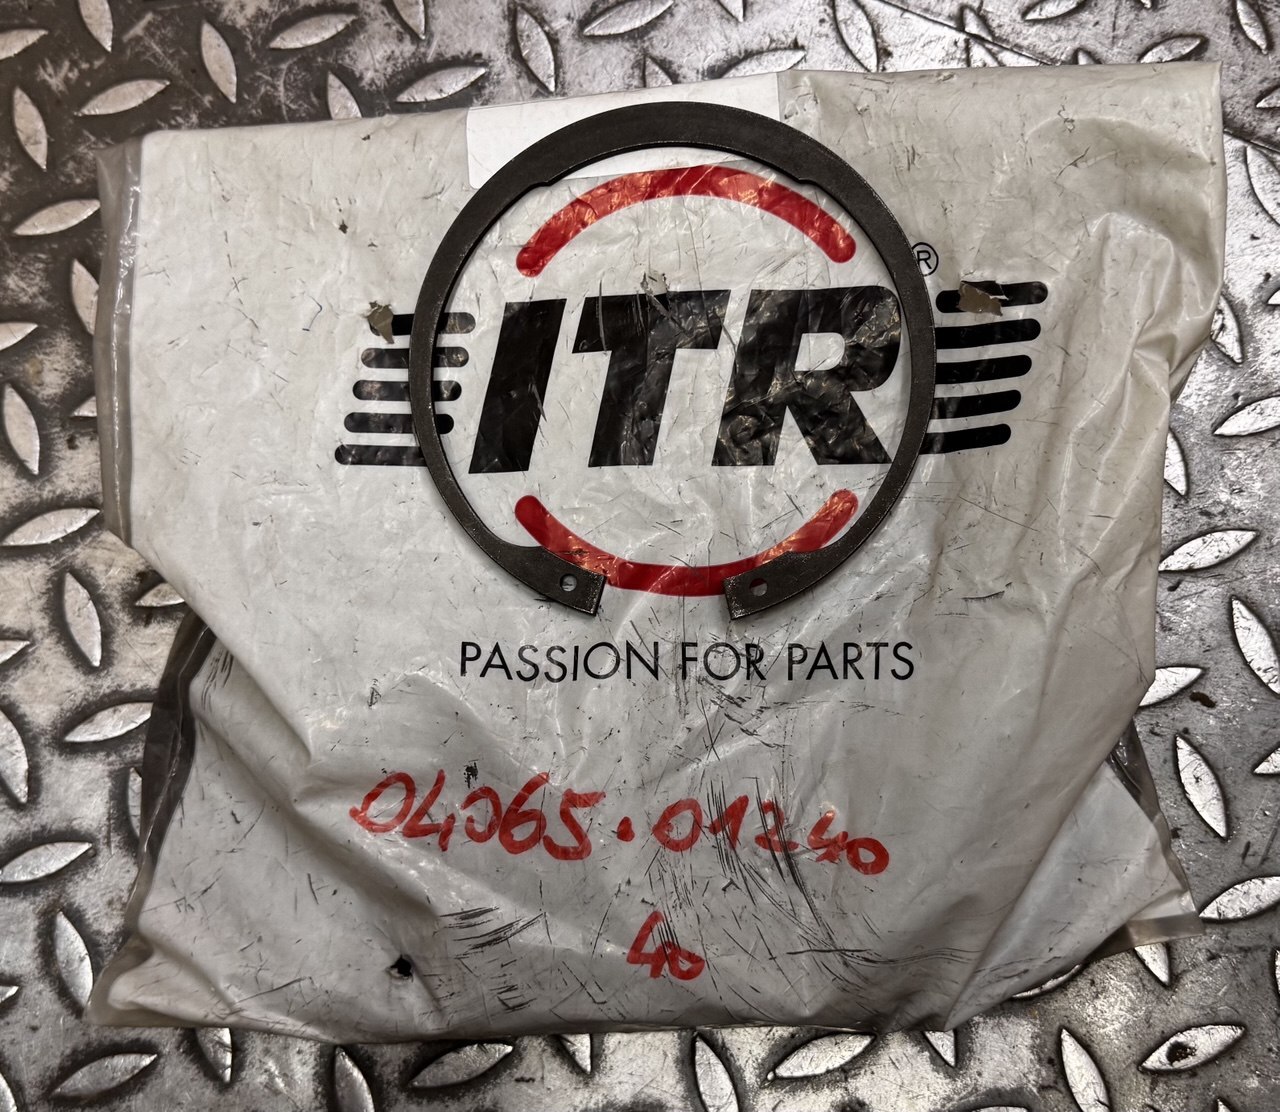 ITR®
PASSION FOR PARTS
04065.01240
40